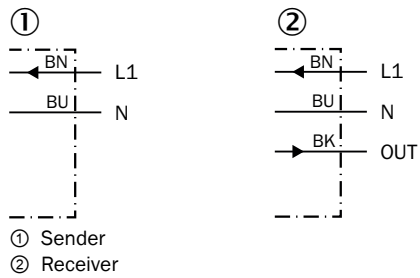 ① ②
BN L1
BU N
BN L1
BU N
BK OUT
① Sender
② Receiver